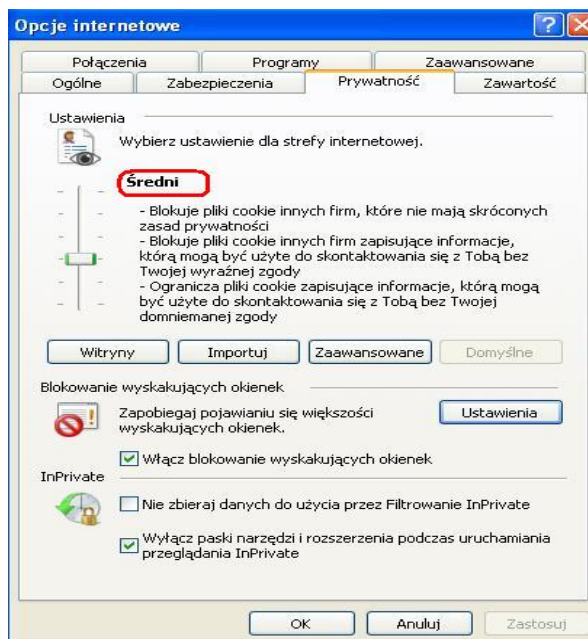 Opcje internetowe
Połączenia Programy Zaawansowane
Ogólne Zabezpieczenia Prywatność Zawartość
Ustawienia
Wybierz ustawienie dla strefy internetowej.
Średni
- Blokuje pliki cookie innych firm, które nie mają skróconych
zasad prywatności
- Blokuje pliki cookie innych firm zapisujące informacje,
którą mogą być użyte do skontaktowania się z Tobą bez
Twojej wyraźnej zgody
- Ogranicza pliki cookie zapisujące informacje, którą mogą
być użyte do skontaktowania się z Tobą bez Twojej
domniemanej zgody
Witryny Importuj Zaawansowane Domyślne
Blokowanie wyskakujących okienek
Zapobiegaj pojawianiu się większości
wyskakujących okienek.
Ustawienia
Włącz blokowanie wyskakujących okienek
InPrivate
Nie zbieraj danych do użycia przez Filtrowanie InPrivate
Wyłącz paski narzędzi i rozszerzenia podczas uruchamiania
przeglądania InPrivate
OK Anuluj Zastosuj